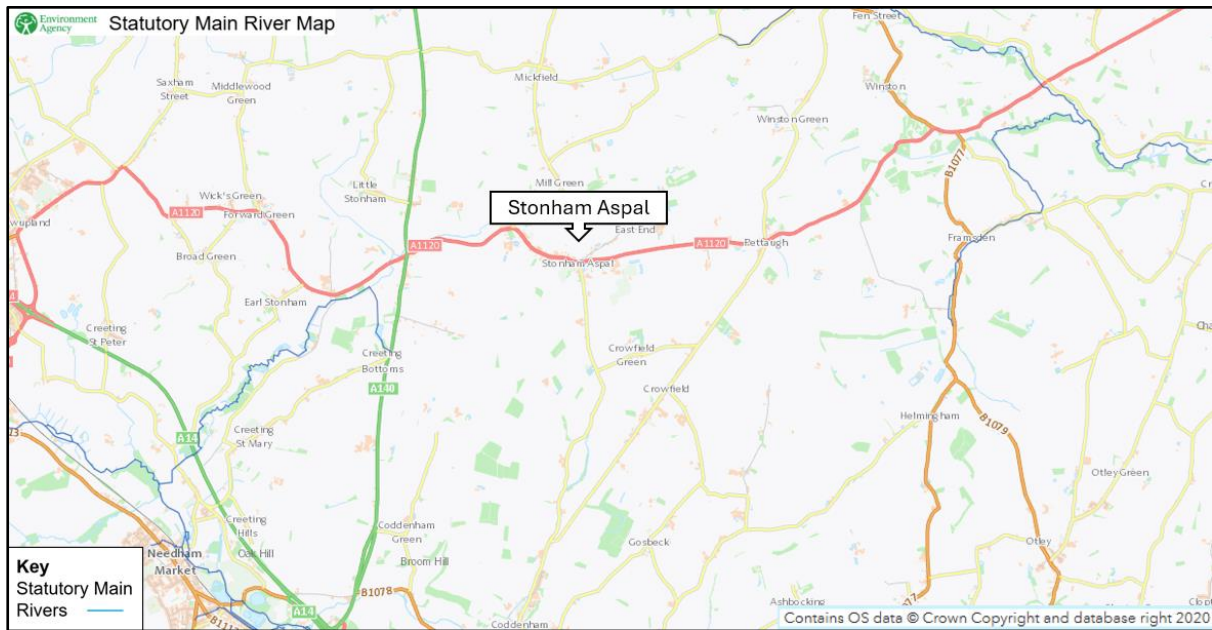 Environment
Agency
Statutory Main River Map
Fen Street
Saxham
Street
Middlewood
Green
Mickfield
Winston
Winston Green
B1077
Wick's Green
A1120
Forward Green
Little
Stonham
Mill Green
Stonham Aspal
East End
A1120
Stonham Aspal
A1120
Pettaugh
Framsden
Broad Green
Earl Stonham
Creeting
St Peter
Creeting
Bottoms
A140
Crowfield
Green
Crowfield
Helmingham
B1079
A14
Creeting
St Mary
Otley Green
Creeting
Hills
Coddenham
Green
Gosbeck
Otley
Needham
Market
Oak Hill
Broom Hill
B1078
A14
Ashbocking
Coddenham
Key
Statutory Main
Rivers
Contains OS data © Crown Copyright and database right 2020